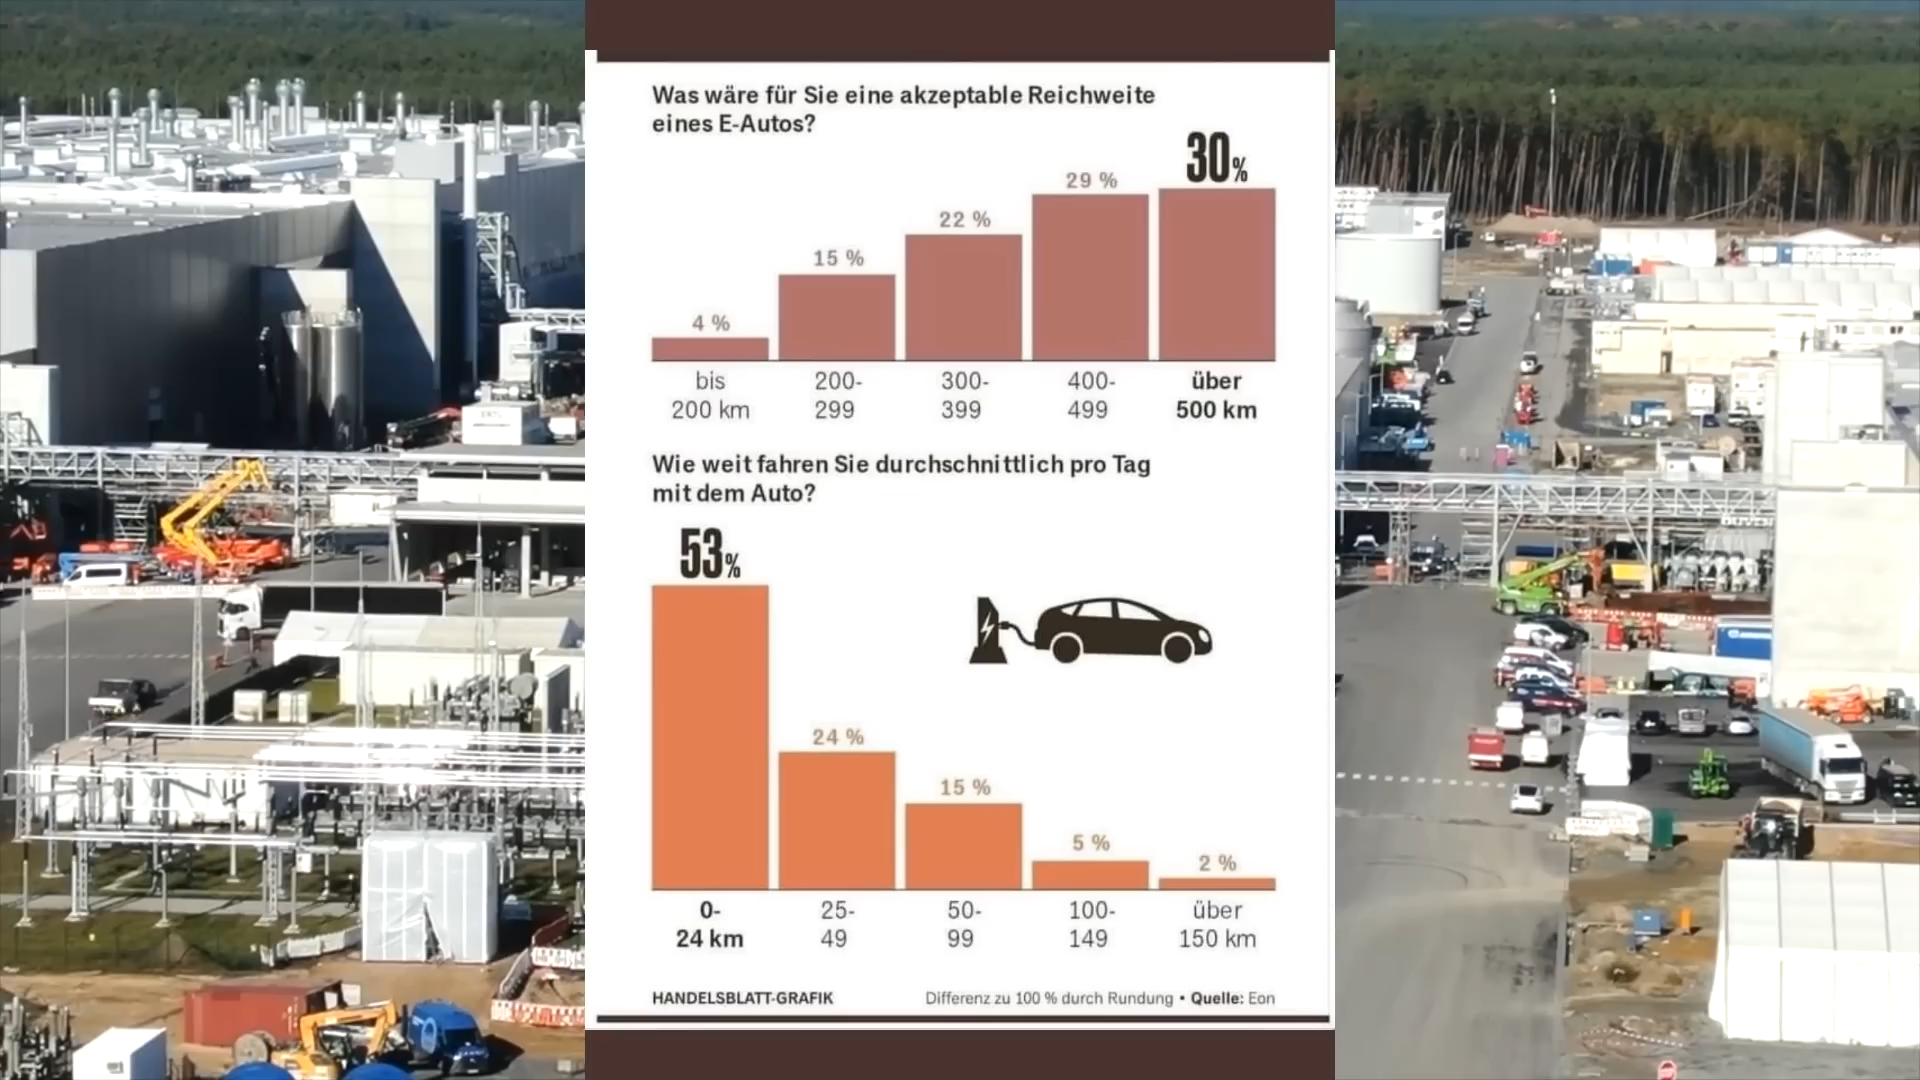 Was wäre für Sie eine akzeptable Reichweite
eines E-Autos?
4 %
15 %
22 %
29 %
30%
bis
200 km
200-
299
300-
399
400-
499
über
500 km
Wie weit fahren Sie durchschnittlich pro Tag
mit dem Auto?
53%
24 %
15 %
5 %
2 %
0-
24 km
25-
49
50-
99
100-
149
über
150 km
HANDELSBLATT-GRAFIK
Differenz zu 100 % durch Rundung • Quelle: Eon